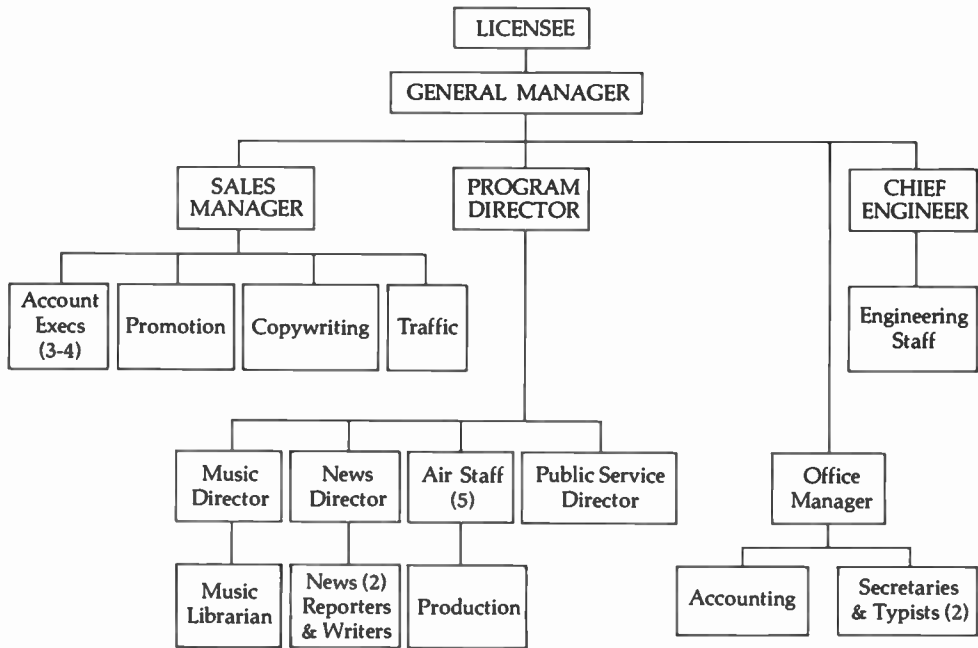 LICENSEE
GENERAL MANAGER
SALES
MANAGER
PROGRAM
DIRECTOR
CHIEF
ENGINEER
Account
Execs
(3-4)
Promotion
Copywriting
Traffic
Engineering
Staff
Music
Director
News
Director
Air Staff
(5)
Public Service
Director
Office
Manager
Music
Librarian
News (2)
Reporters
& Writers
Production
Accounting
Secretaries
& Typists (2)